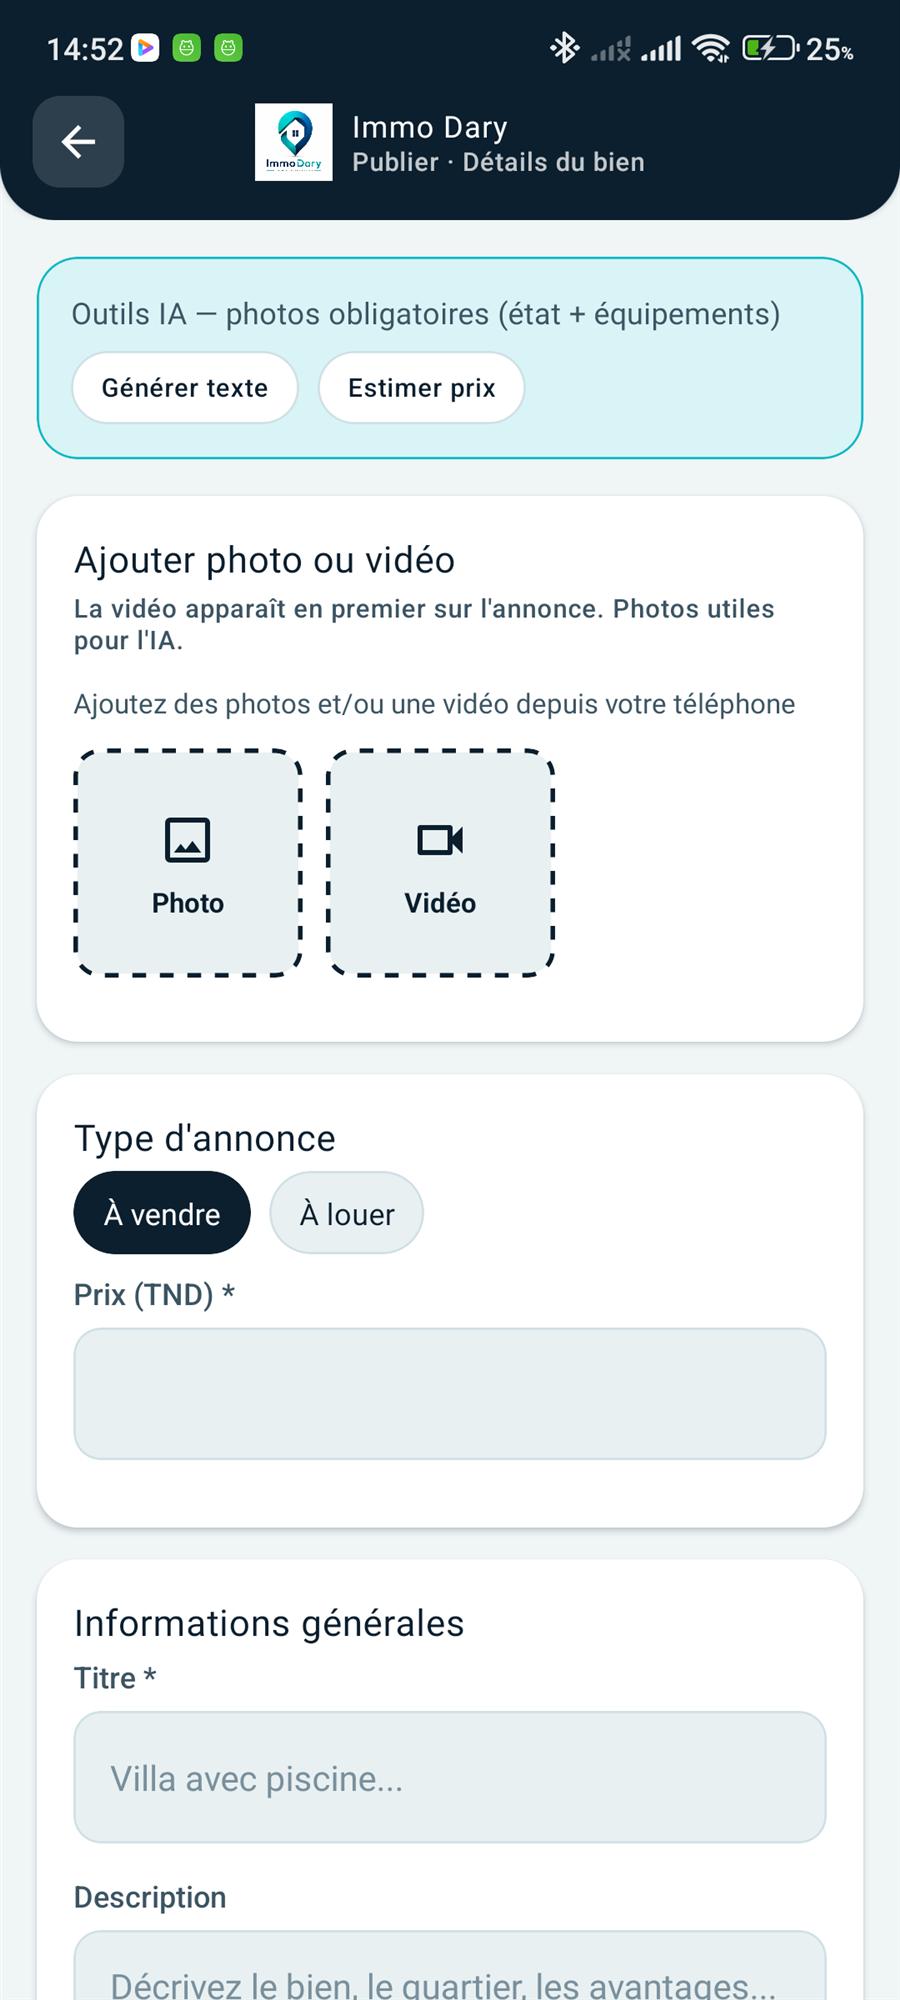 14:52
25%
Immo Dary
Publier · Détails du bien
ImmoDary
Outils IA — photos obligatoires (état + équipements)
Générer texte
Estimer prix
Ajouter photo ou vidéo
La vidéo apparaît en premier sur l'annonce. Photos utiles
pour l'IA.
Ajoutez des photos et/ou une vidéo depuis votre téléphone
Photo
Vidéo
Type d'annonce
À vendre
À louer
Prix (TND) *
Informations générales
Titre *
Villa avec piscine...
Description
Décrivez le bien, le quartier, les avantages...